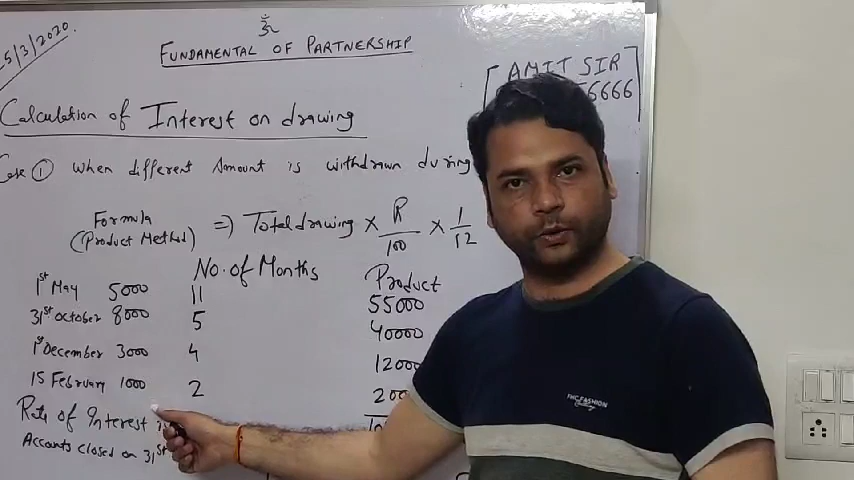 5/3/2020.
ॐ
FUNDAMENTAL OF PARTNERSHIP
AMIT SIR
6666
Calculation of Interest on drawing
Case ① When different Amount is withdrawn during
Formula (Product Method) ⇒ Total drawing × R/100 × 1/12
No. of Months Product
1st May 5000 11 55000
31st October 8000 5 40000
1st December 3000 4 12000
15 February 1000 2 200
Rate of Interest
Accounts closed on 31st
FHC FASHION